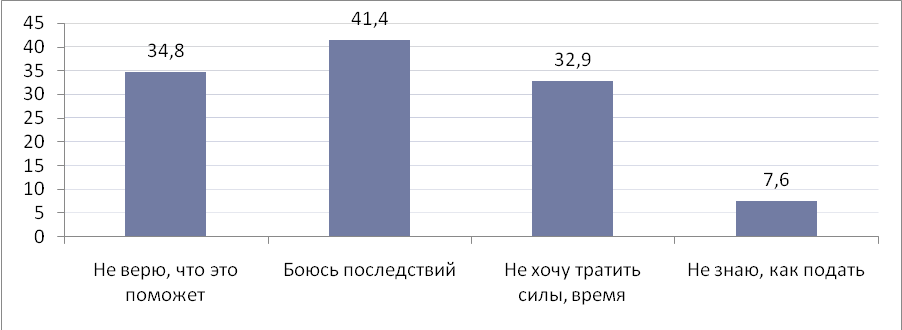 45
40
35
30
25
20
15
10
5
0
34,8
41,4
32,9
7,6
Не верю, что это
поможет
Боюсь последствий
Не хочу тратить
силы, время
Не знаю, как подать